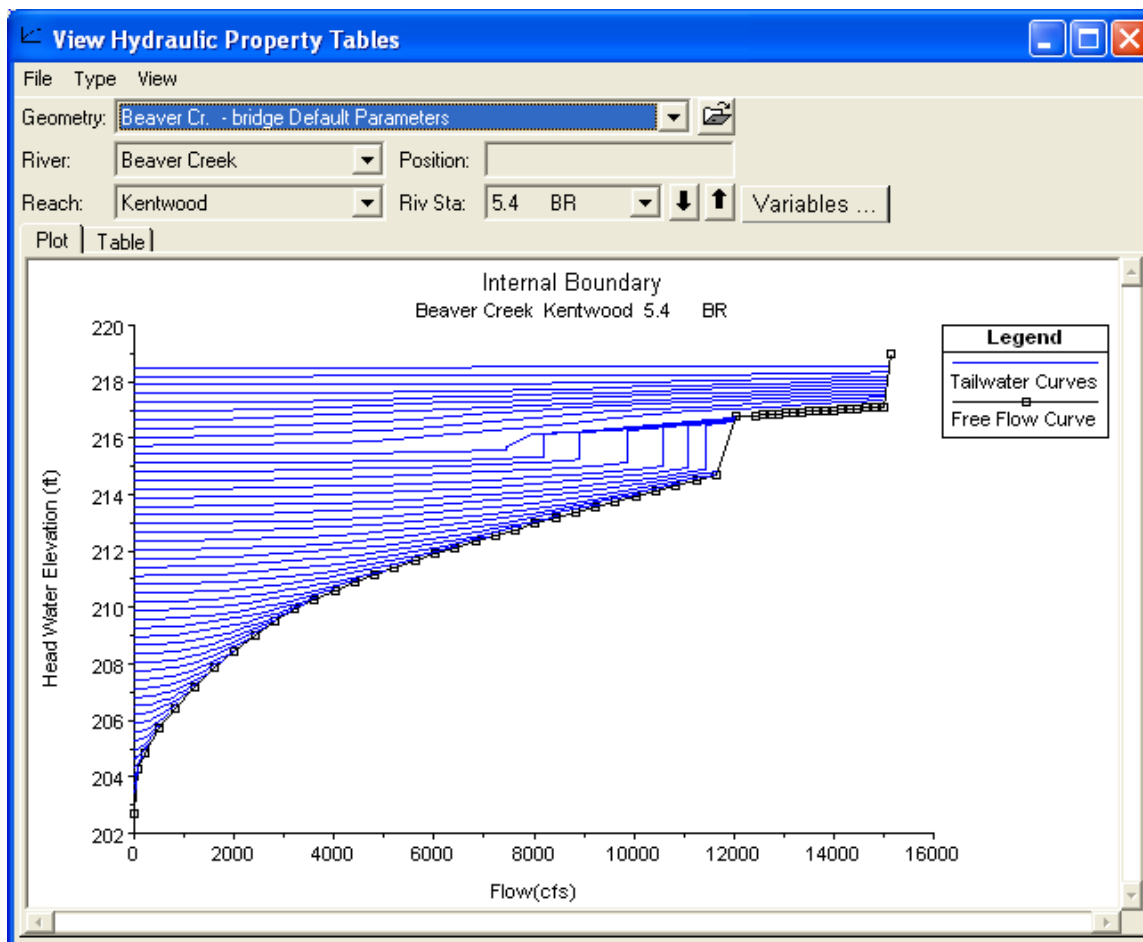 View Hydraulic Property Tables
File Type View
Geometry: Beaver Cr. - bridge Default Parameters
River: Beaver Creek Position:
Reach: Kentwood Riv Sta: 5.4 BR Variables ...
Plot Table
Internal Boundary
Beaver Creek Kentwood 5.4 BR
Legend
Tailwater Curves
Free Flow Curve
Head Water Elevation (ft)
220
218
216
214
212
210
208
206
204
202
0 2000 4000 6000 8000 10000 12000 14000 16000
Flow(cfs)